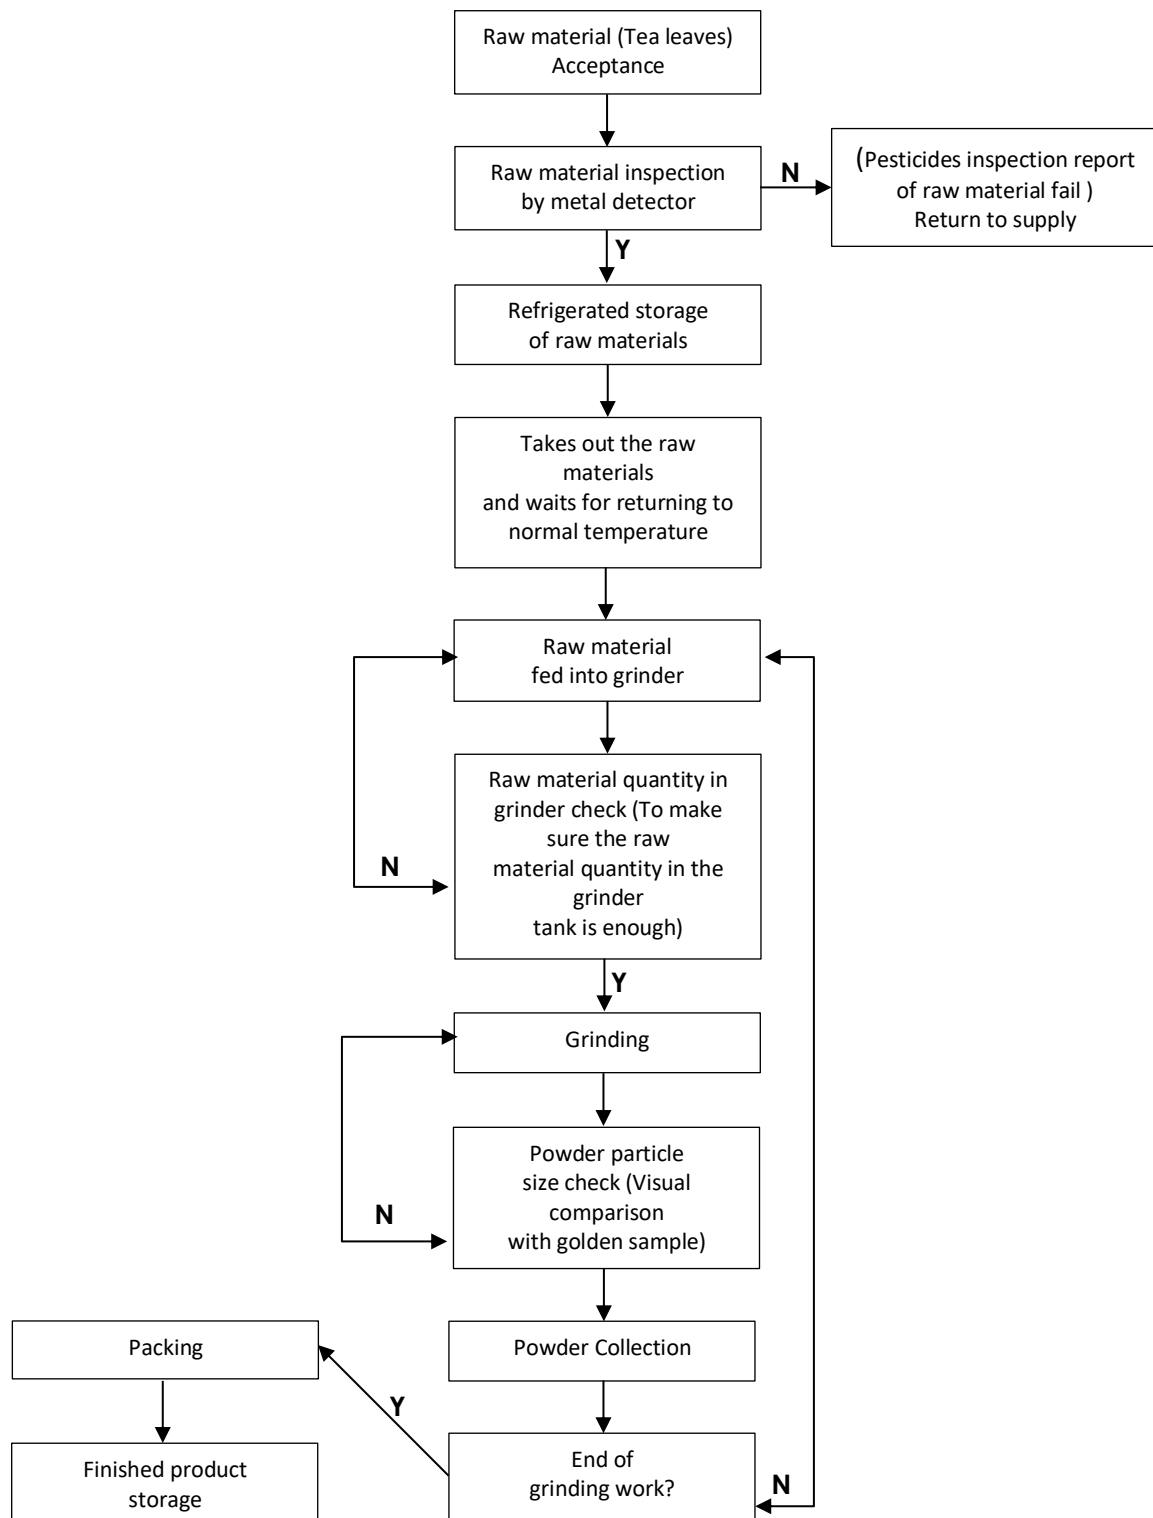 Raw material (Tea leaves)
Acceptance
Raw material inspection
by metal detector
N
(Pesticides inspection report
of raw material fail )
Return to supply
Y
Refrigerated storage
of raw materials
Takes out the raw
materials
and waits for returning to
normal temperature
Raw material
fed into grinder
Raw material quantity in
grinder check (To make
sure the raw
material quantity in the
grinder
tank is enough)
N
Y
Grinding
Powder particle
size check (Visual
comparison
with golden sample)
N
Powder Collection
Packing
Y
End of
grinding work?
N
Finished product
storage